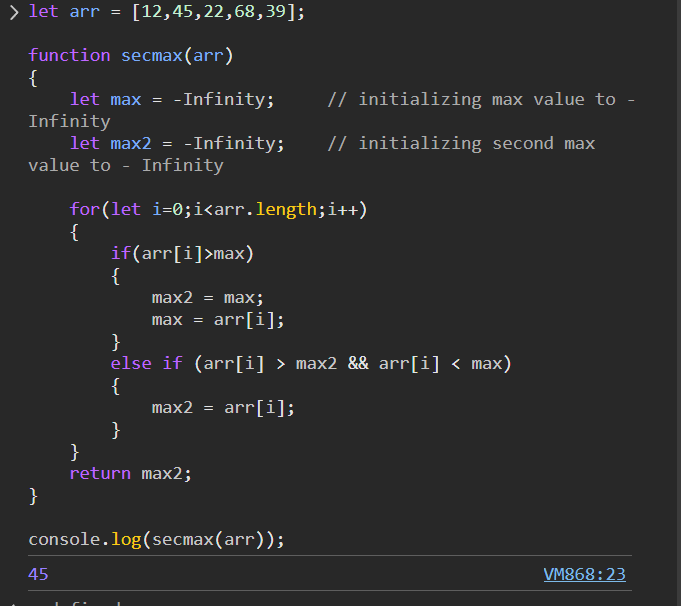 > let arr = [12,45,22,68,39];
function secmax(arr)
{
let max = -Infinity;     // initializing max value to -
Infinity
let max2 = -Infinity;    // initializing second max
value to - Infinity
for(let i=0;i<arr.length;i++)
{
if(arr[i]>max)
{
max2 = max;
max = arr[i];
}
else if (arr[i] > max2 && arr[i] < max)
{
max2 = arr[i];
}
}
return max2;
}
console.log(secmax(arr));
45 VM868:23